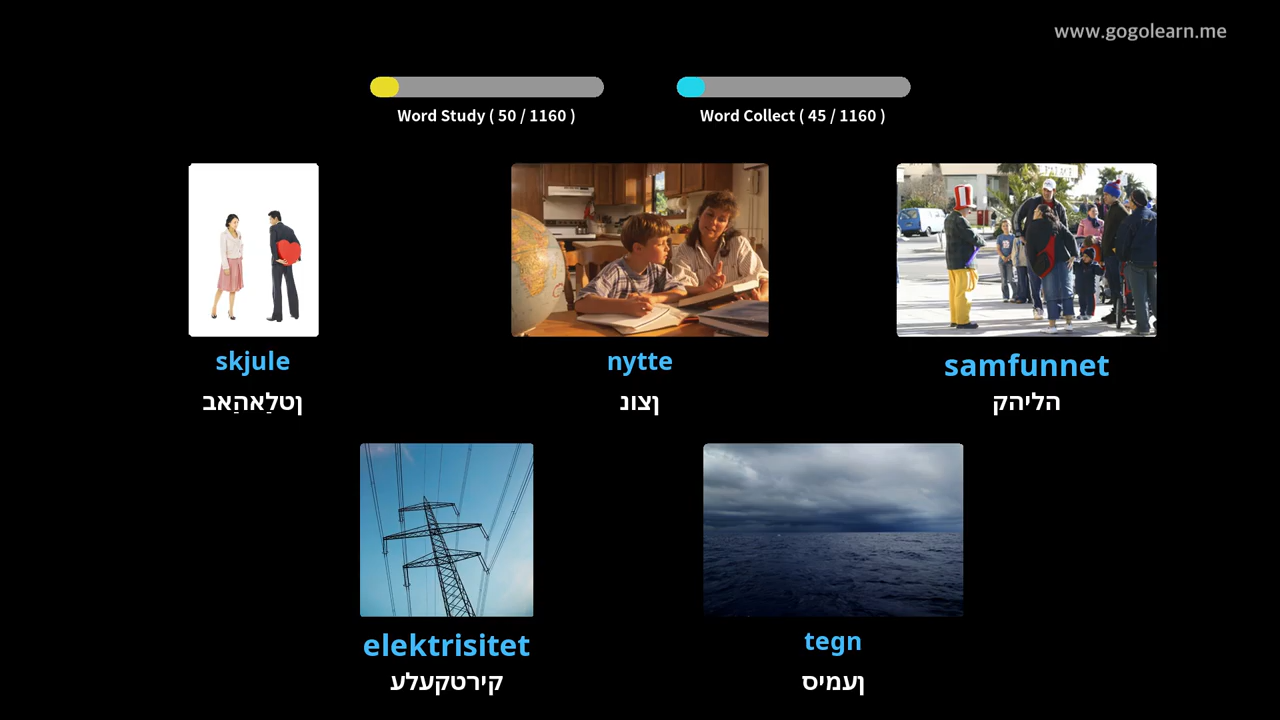 www.gogolearn.me
Word Study ( 50 / 1160 )
Word Collect ( 45 / 1160 )
skjule
באַהאַלטן
nytte
נוצן
samfunnet
קהילה
elektrisitet
עלעקטריק
tegn
סימען